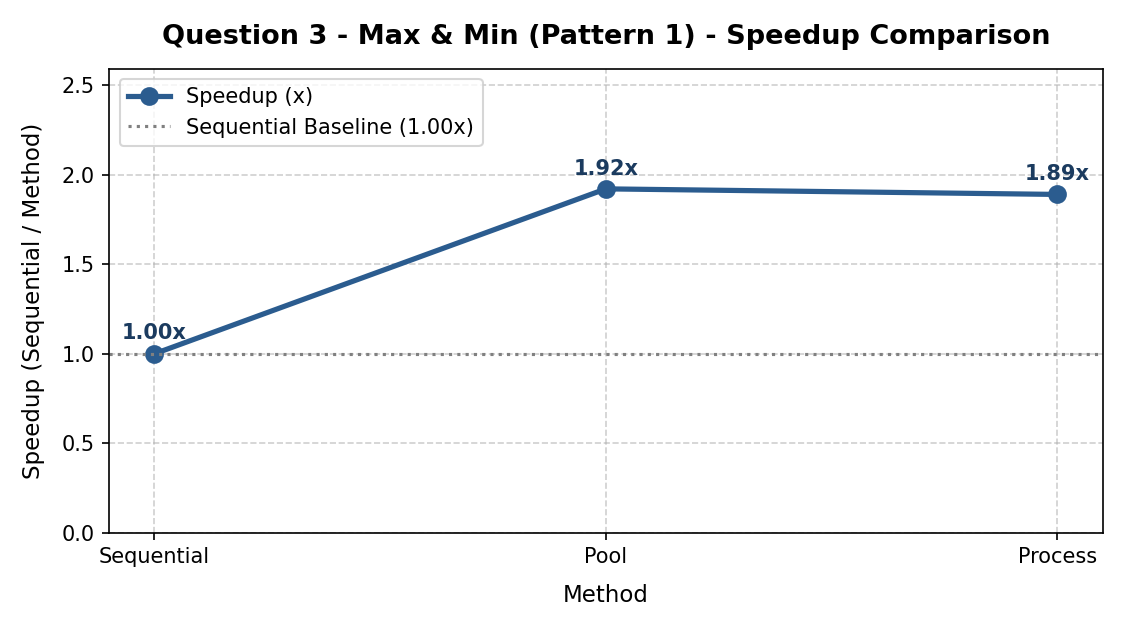 Question 3 - Max & Min (Pattern 1) - Speedup Comparison
Speedup (Sequential / Method)
2.5
2.0
1.5
1.0
0.5
0.0
Speedup (x)
Sequential Baseline (1.00x)
1.00x
1.92x
1.89x
Sequential
Pool
Process
Method